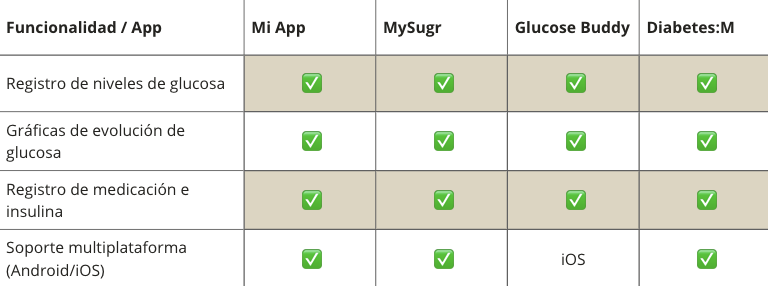 Funcionalidad / App Mi App MySugr Glucose Buddy Diabetes:M
Registro de niveles de glucosa ✅ ✅ ✅ ✅
Gráficas de evolución de
glucosa ✅ ✅ ✅ ✅
Registro de medicación e
insulina ✅ ✅ ✅ ✅
Soporte multiplataforma
(Android/iOS) ✅ ✅ iOS ✅